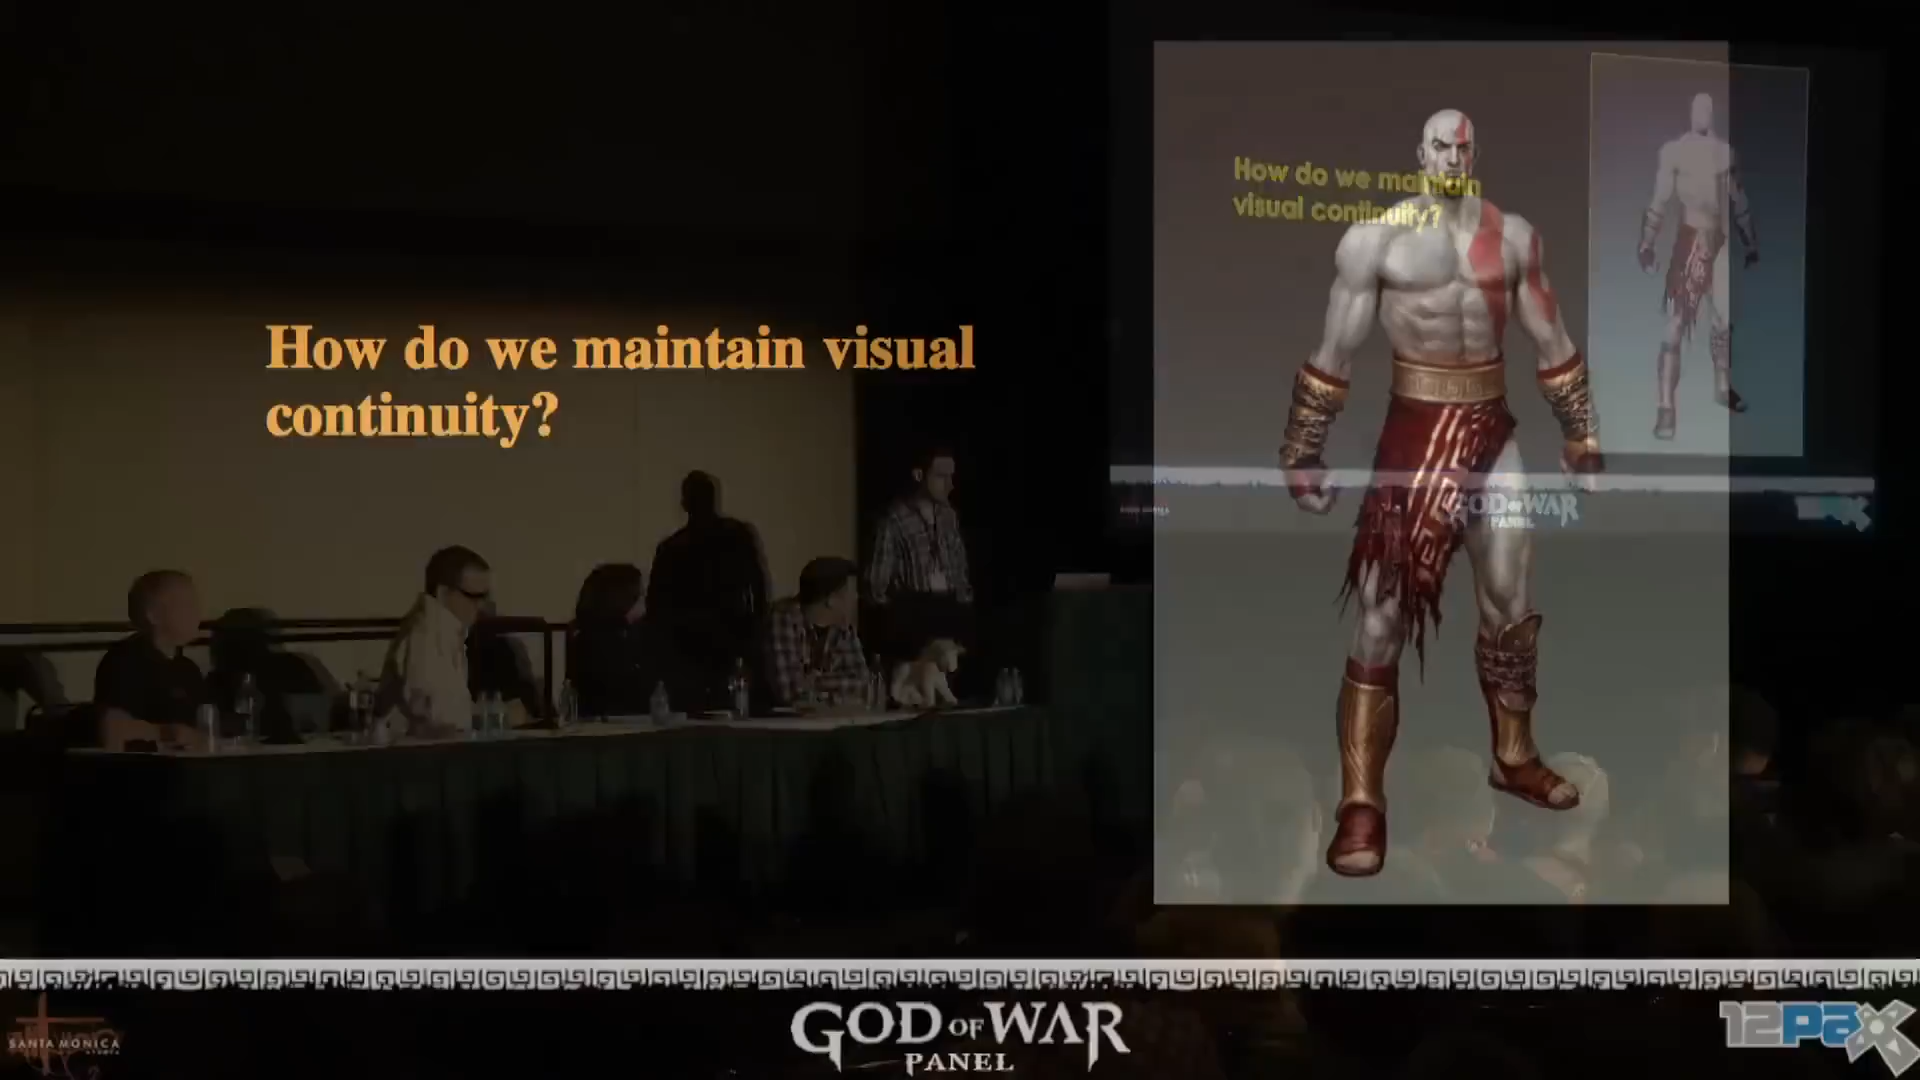 How do we maintain
visual continuity?
How do we maintain visual
continuity?
GOD OF WAR
PANEL
SANTA MONICA
GOD OF WAR
PANEL
12PAX